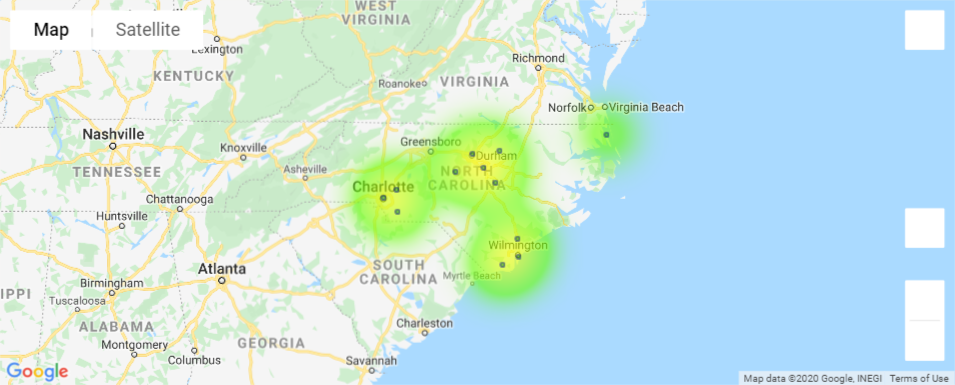 WEST
VIRGINIA
Map
Satellite
Lexington
KENTUCKY
Richmond
Roanoke
VIRGINIA
Norfolk
Virginia Beach
Nashville
Greensboro
Knoxville
Durham
TENNESSEE
Asheville
NORTH
CAROLINA
Charlotte
Chattanooga
Huntsville
Wilmington
Atlanta
SOUTH
CAROLINA
Myrtle Beach
Birmingham
IPPI
Tuscaloosa
Charleston
ALABAMA
Montgomery
GEORGIA
Columbus
Savannah
Google
Map data ©2020 Google, INEGI Terms of Use